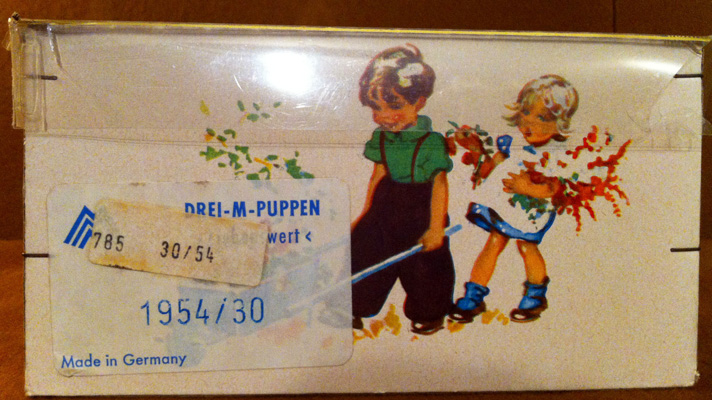 DREI-M-PUPPEN
wert <
785 30/54
1954/30
Made in Germany